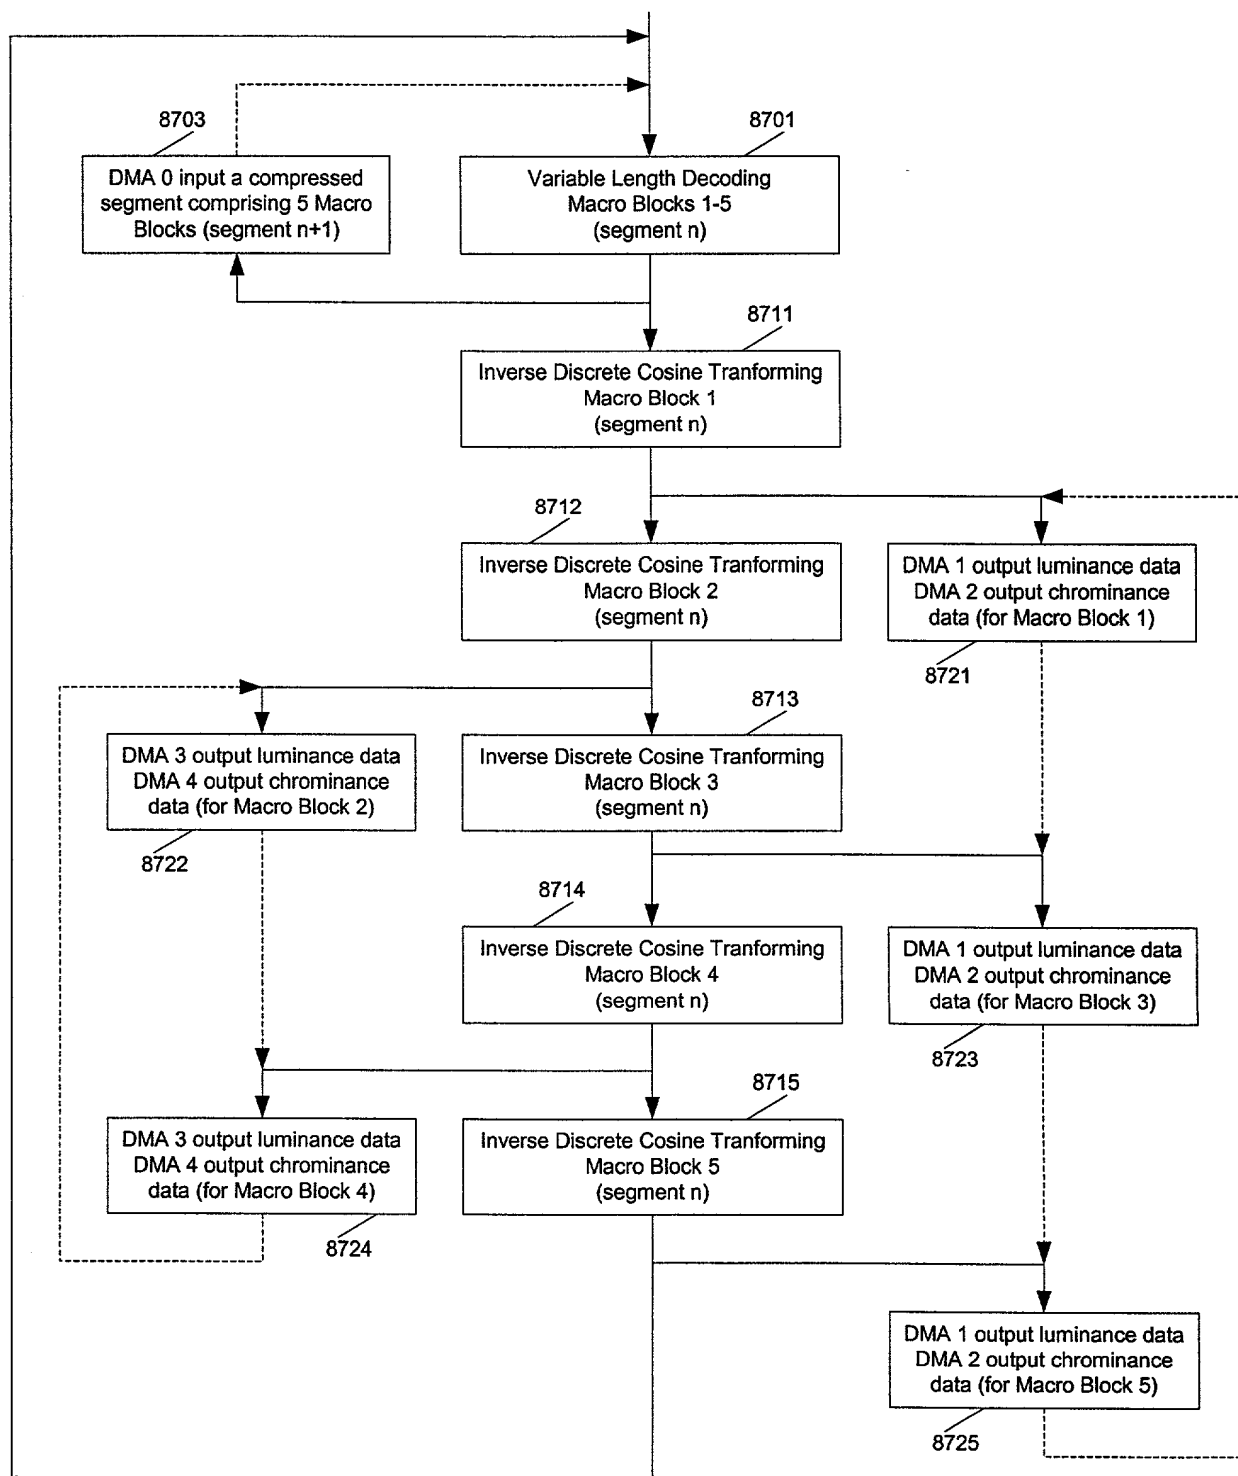 8703
8701
DMA 0 input a compressed
segment comprising 5 Macro
Blocks (segment n+1)
Variable Length Decoding
Macro Blocks 1-5
(segment n)
8711
Inverse Discrete Cosine Tranforming
Macro Block 1
(segment n)
8712
Inverse Discrete Cosine Tranforming
Macro Block 2
(segment n)
DMA 1 output luminance data
DMA 2 output chrominance
data (for Macro Block 1)
8721
8713
DMA 3 output luminance data
DMA 4 output chrominance
data (for Macro Block 2)
8722
Inverse Discrete Cosine Tranforming
Macro Block 3
(segment n)
8714
Inverse Discrete Cosine Tranforming
Macro Block 4
(segment n)
DMA 1 output luminance data
DMA 2 output chrominance
data (for Macro Block 3)
8723
8715
DMA 3 output luminance data
DMA 4 output chrominance
data (for Macro Block 4)
8724
Inverse Discrete Cosine Tranforming
Macro Block 5
(segment n)
DMA 1 output luminance data
DMA 2 output chrominance
data (for Macro Block 5)
8725